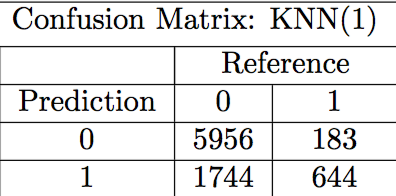 Confusion Matrix: KNN(1)
Reference
Prediction 0 1
0 5956 183
1 1744 644